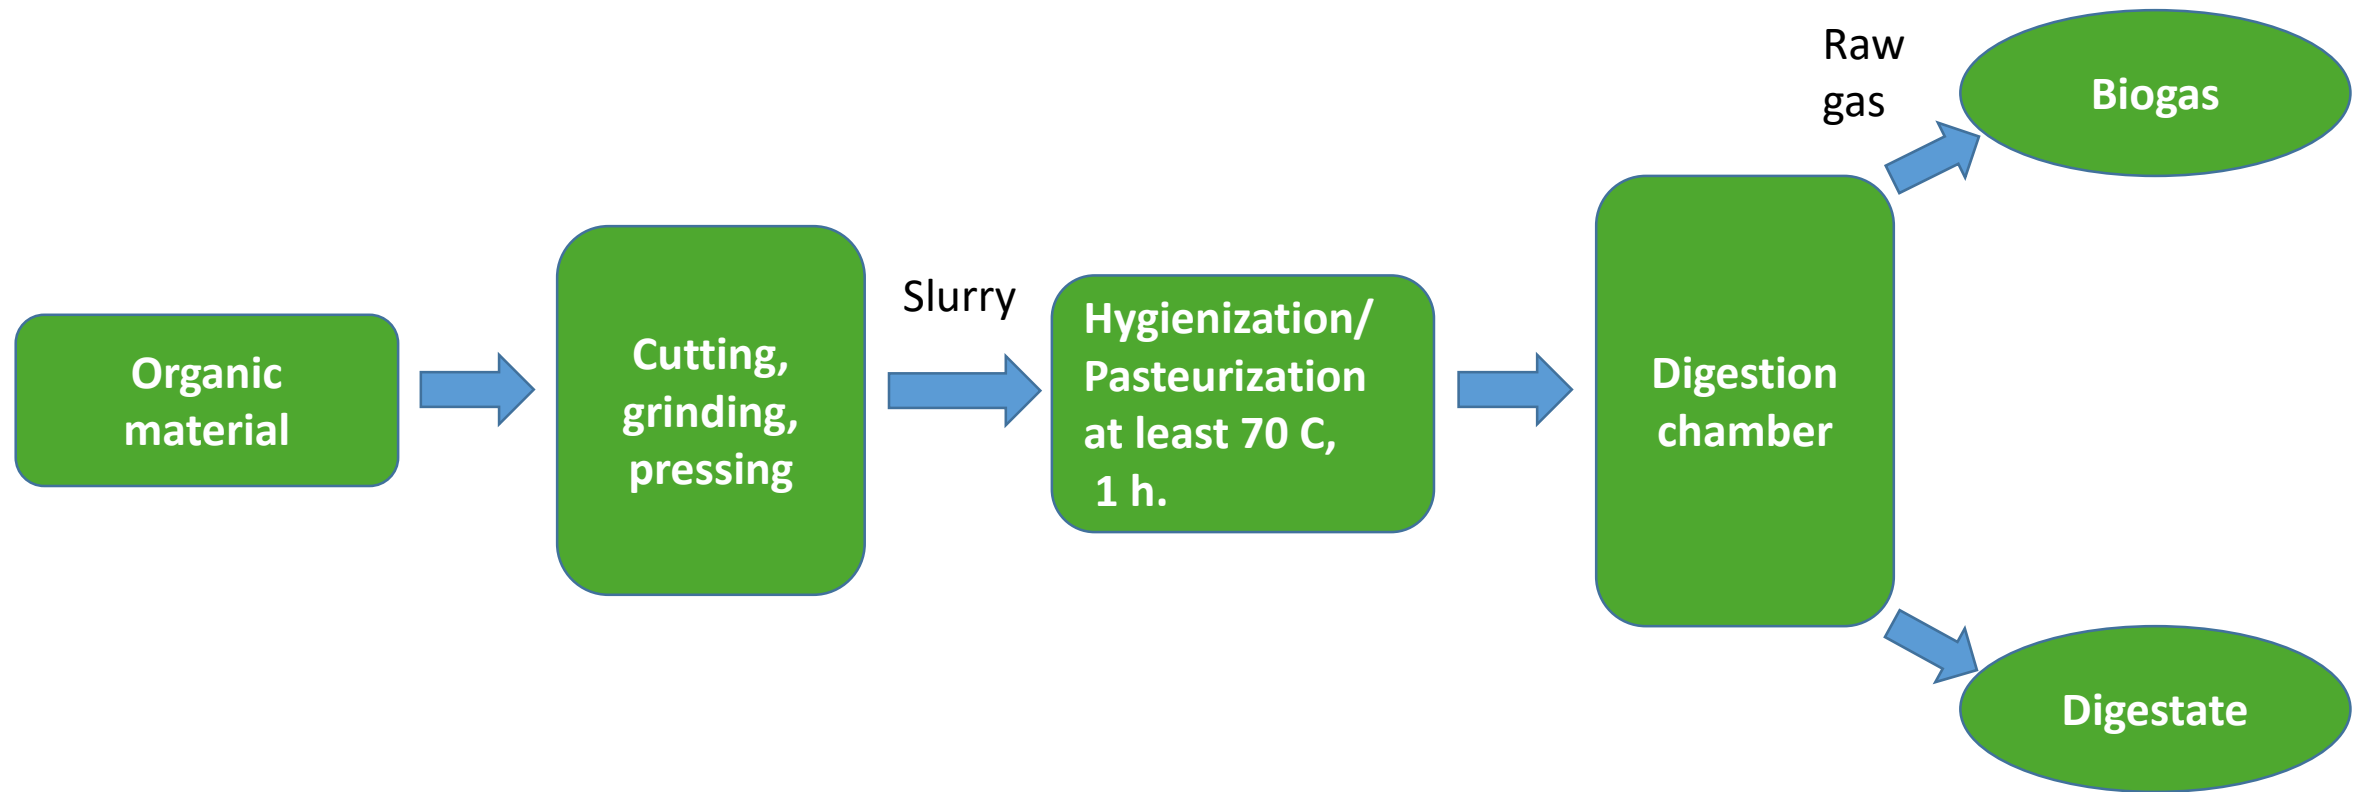 Organic
material
Cutting,
grinding,
pressing
Slurry
Hygienization/
Pasteurization
at least 70 C,
1 h.
Digestion
chamber
Raw
gas
Biogas
Digestate